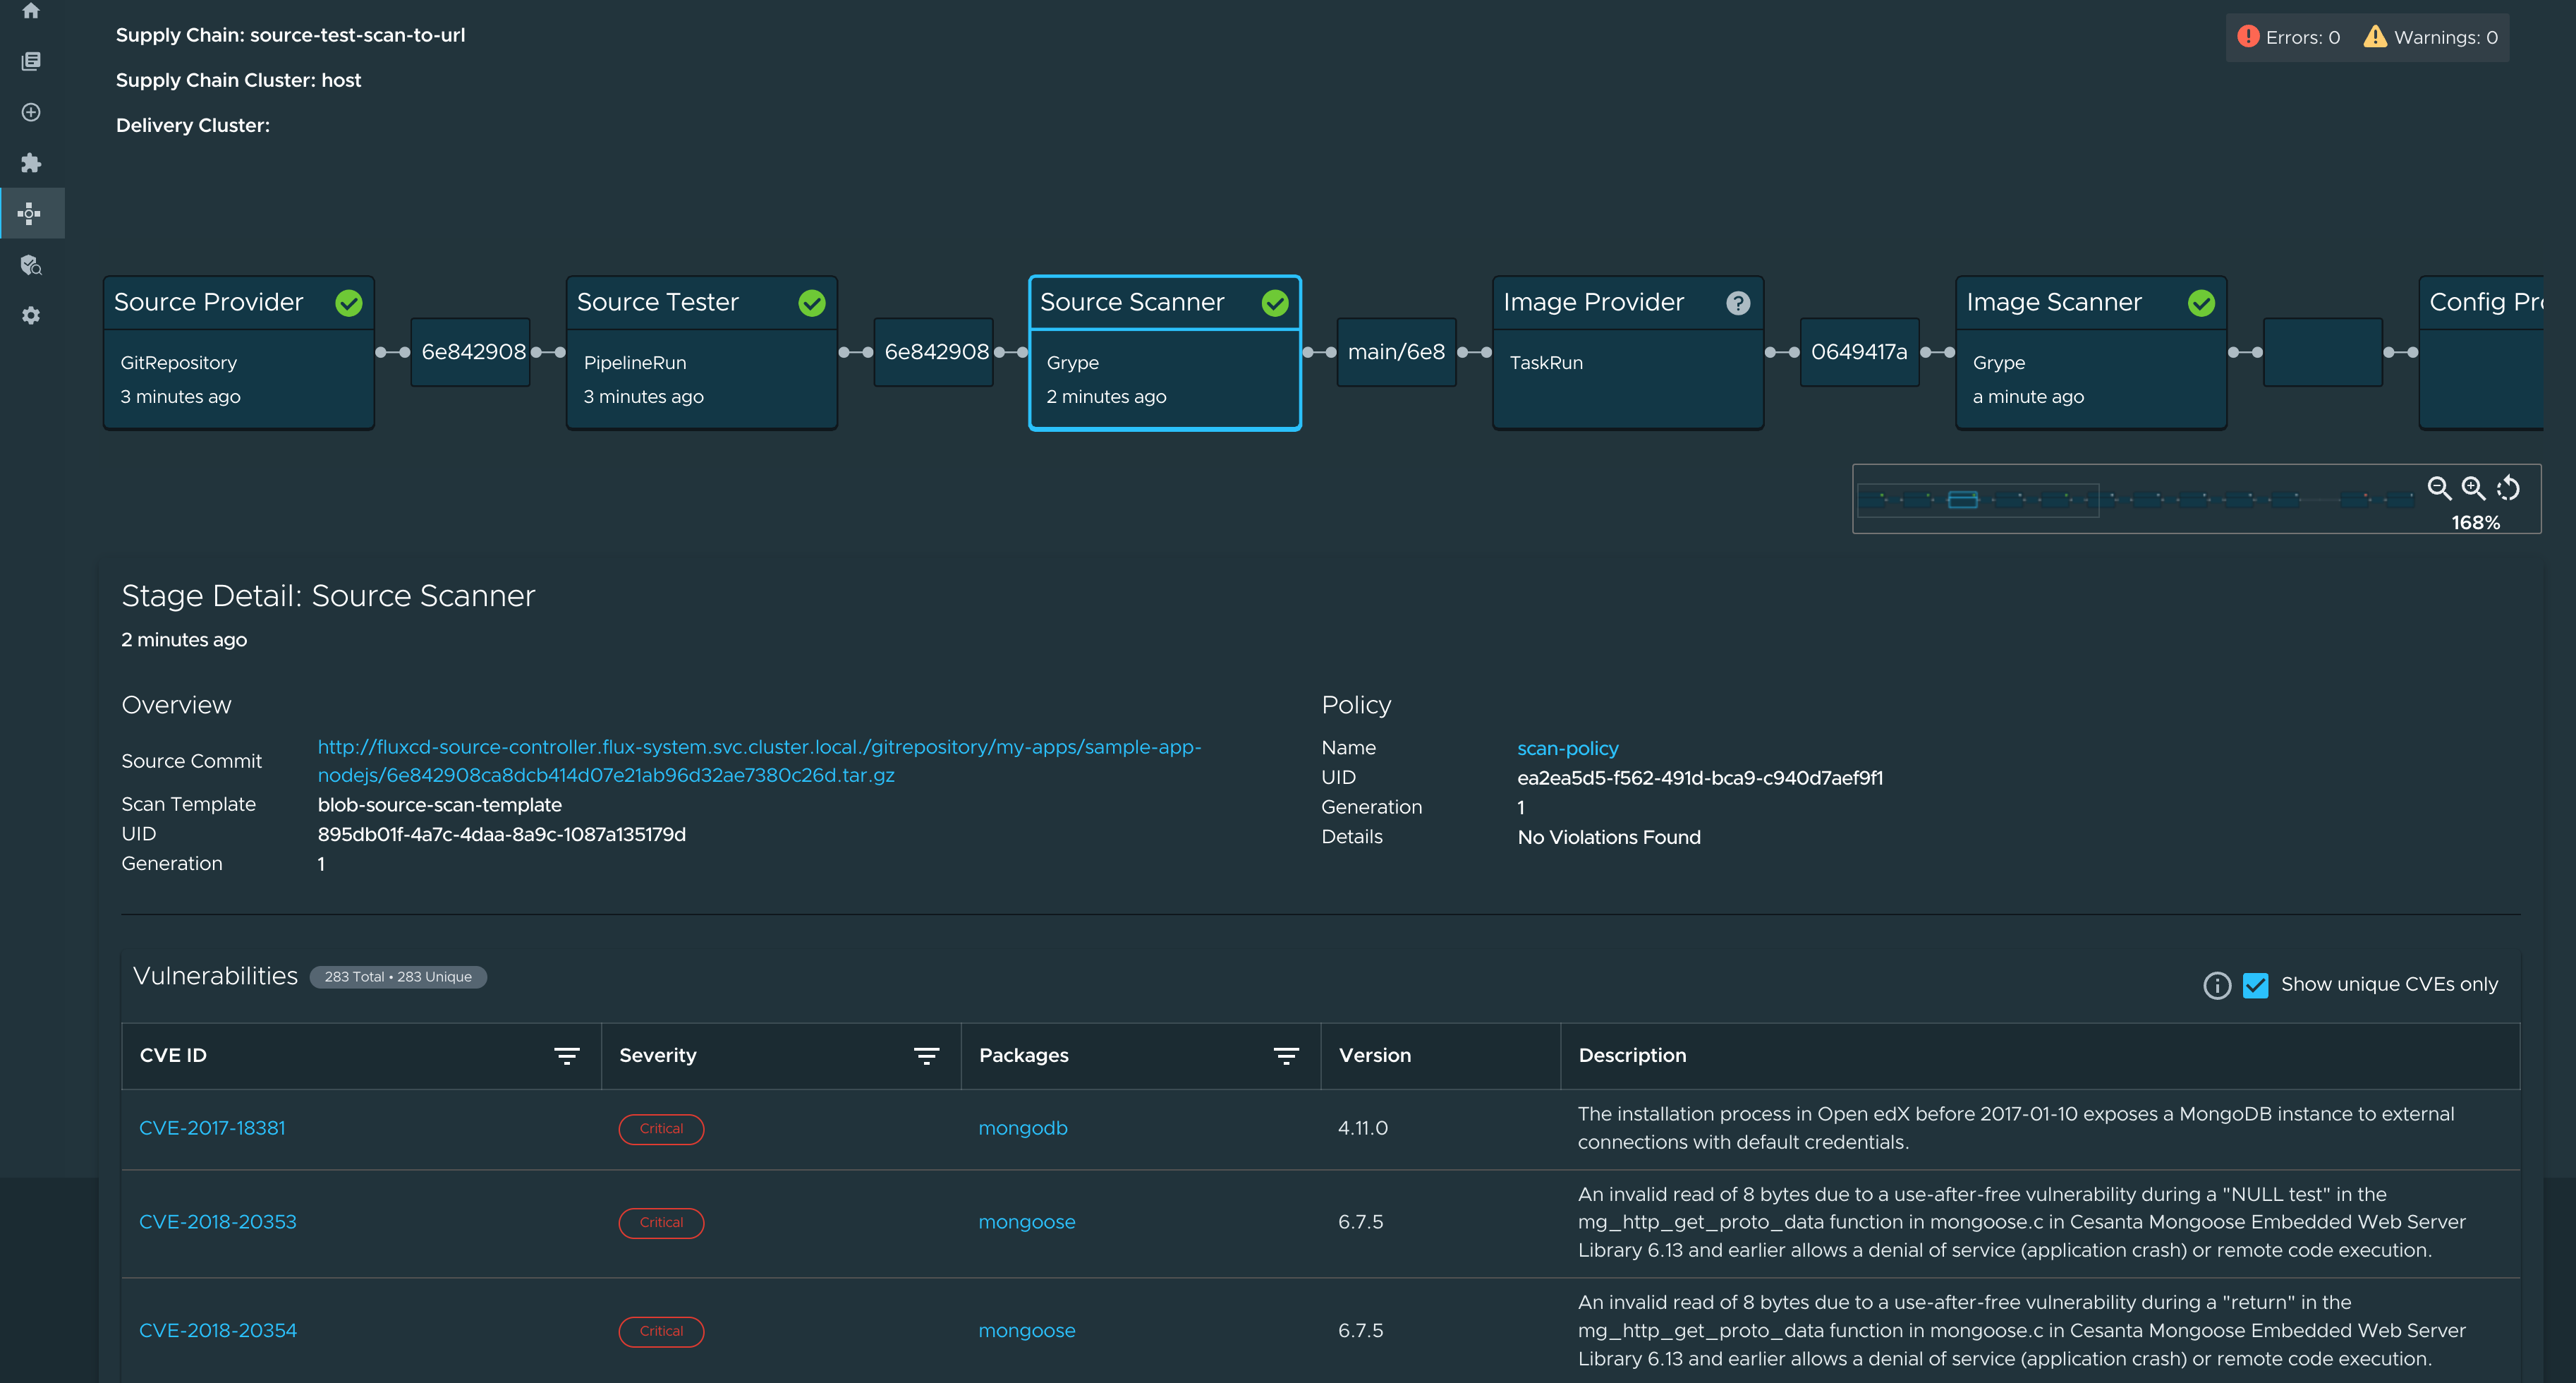 Supply Chain: source-test-scan-to-url
Errors: 0
Warnings: 0
Supply Chain Cluster: host
Delivery Cluster:
Source Provider
GitRepository
3 minutes ago
6e842908
Source Tester
PipelineRun
3 minutes ago
6e842908
Source Scanner
Grype
2 minutes ago
main/6e8
Image Provider
TaskRun
0649417a
Image Scanner
Grype
a minute ago
Config Pro
168%
Stage Detail: Source Scanner
2 minutes ago
Overview
Source Commit
http://fluxcd-source-controller.flux-system.svc.cluster.local./gitrepository/my-apps/sample-app-
nodejs/6e842908ca8dcb414d07e21ab96d32ae7380c26d.tar.gz
Scan Template
blob-source-scan-template
UID
895db01f-4a7c-4daa-8a9c-1087a135179d
Generation
1
Policy
Name
scan-policy
UID
ea2ea5d5-f562-491d-bca9-c940d7aef9f1
Generation
1
Details
No Violations Found
Vulnerabilities
283 Total • 283 Unique
Show unique CVEs only
CVE ID
Severity
Packages
Version
Description
CVE-2017-18381
Critical
mongodb
4.11.0
The installation process in Open edX before 2017-01-10 exposes a MongoDB instance to external
connections with default credentials.
CVE-2018-20353
Critical
mongoose
6.7.5
An invalid read of 8 bytes due to a use-after-free vulnerability during a "NULL test" in the
mg_http_get_proto_data function in mongoose.c in Cesanta Mongoose Embedded Web Server
Library 6.13 and earlier allows a denial of service (application crash) or remote code execution.
CVE-2018-20354
Critical
mongoose
6.7.5
An invalid read of 8 bytes due to a use-after-free vulnerability during a "return" in the
mg_http_get_proto_data function in mongoose.c in Cesanta Mongoose Embedded Web Server
Library 6.13 and earlier allows a denial of service (application crash) or remote code execution.